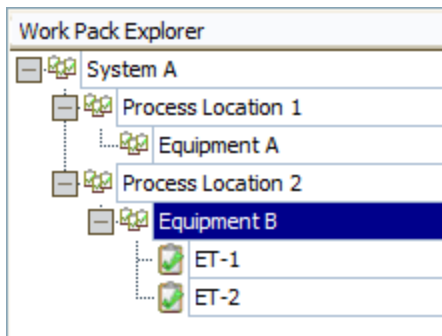 Work Pack Explorer
System A
Process Location 1
Equipment A
Process Location 2
Equipment B
ET-1
ET-2